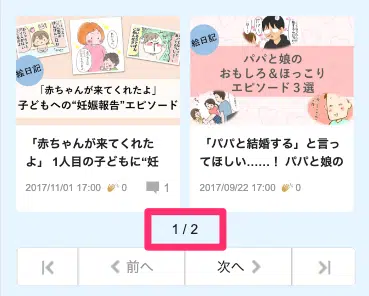 絵日記
「赤ちゃんが来てくれたよ」
子どもへの“妊娠報告”エピソード
「赤ちゃんが来てくれた
よ」 1人目の子どもに“妊
2017/11/01 17:00 0 1
絵日記
パパと娘の
おもしろ＆ほっこり
エピソード３選
「パパと結婚する」と言っ
てほしい……！ パパと娘の
2017/09/22 17:00 0
1 / 2
前へ
次へ